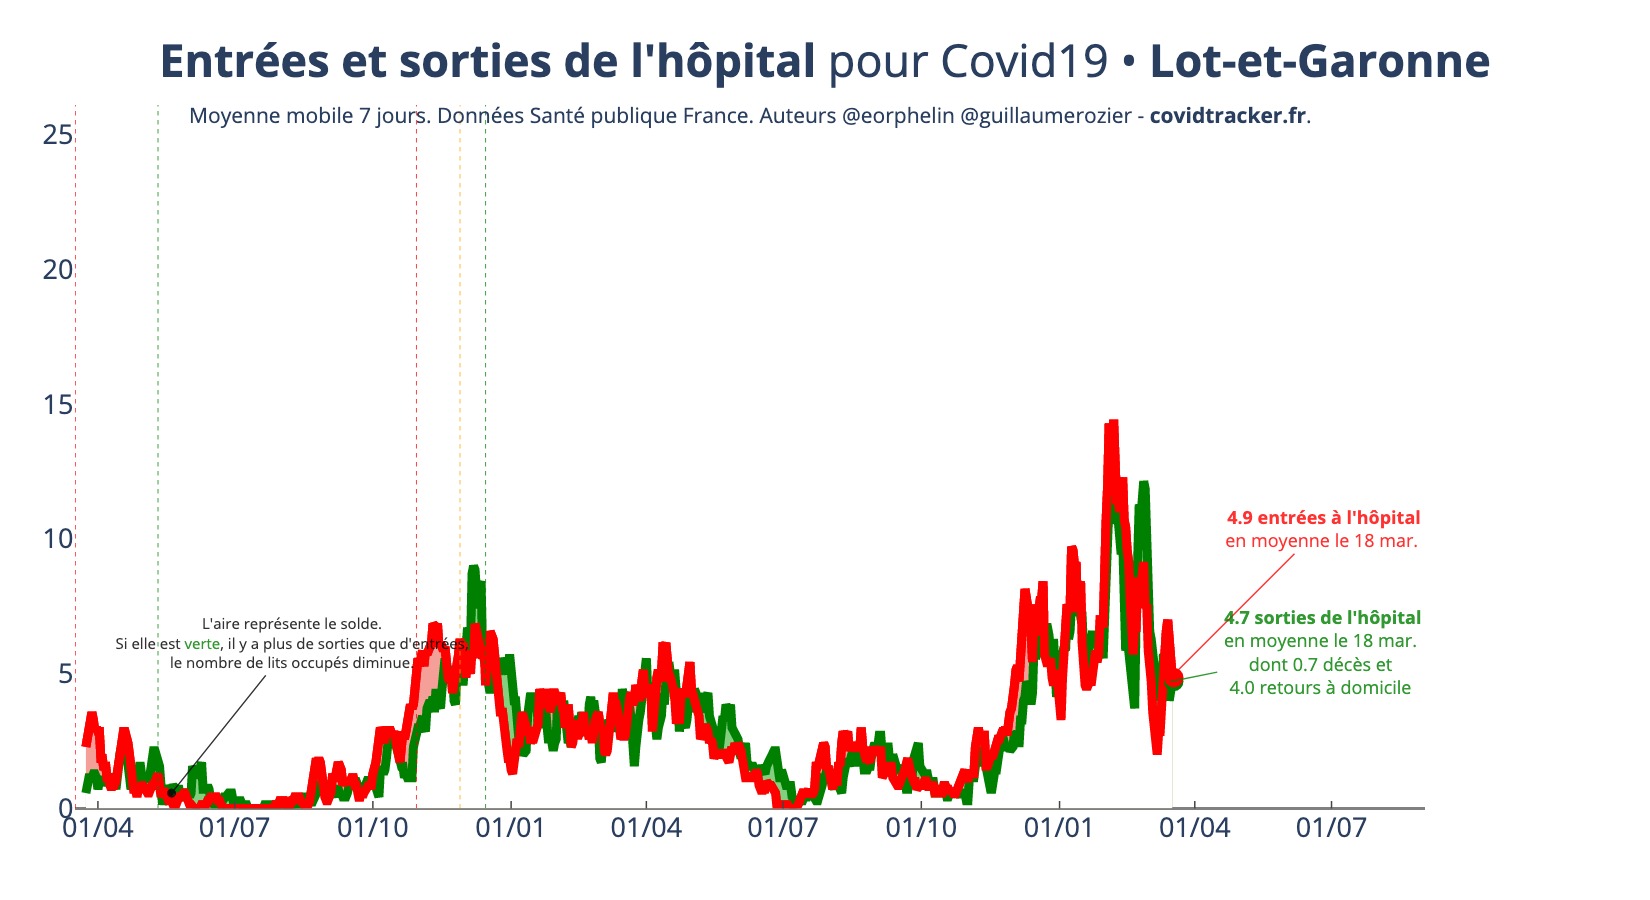 Entrées et sorties de l'hôpital pour Covid19 • Lot-et-Garonne
Moyenne mobile 7 jours. Données Santé publique France. Auteurs @eorphelin @guillaumerozier - covidtracker.fr.
25
20
15
10
5
0
4.9 entrées à l'hôpital
en moyenne le 18 mar.
4.7 sorties de l'hôpital
en moyenne le 18 mar.
dont 0.7 décès et
4.0 retours à domicile
L'aire représente le solde.
Si elle est verte, il y a plus de sorties que d'entrées,
le nombre de lits occupés diminue.
01/04 01/07 01/10 01/01 01/04 01/07 01/10 01/01 01/04 01/07